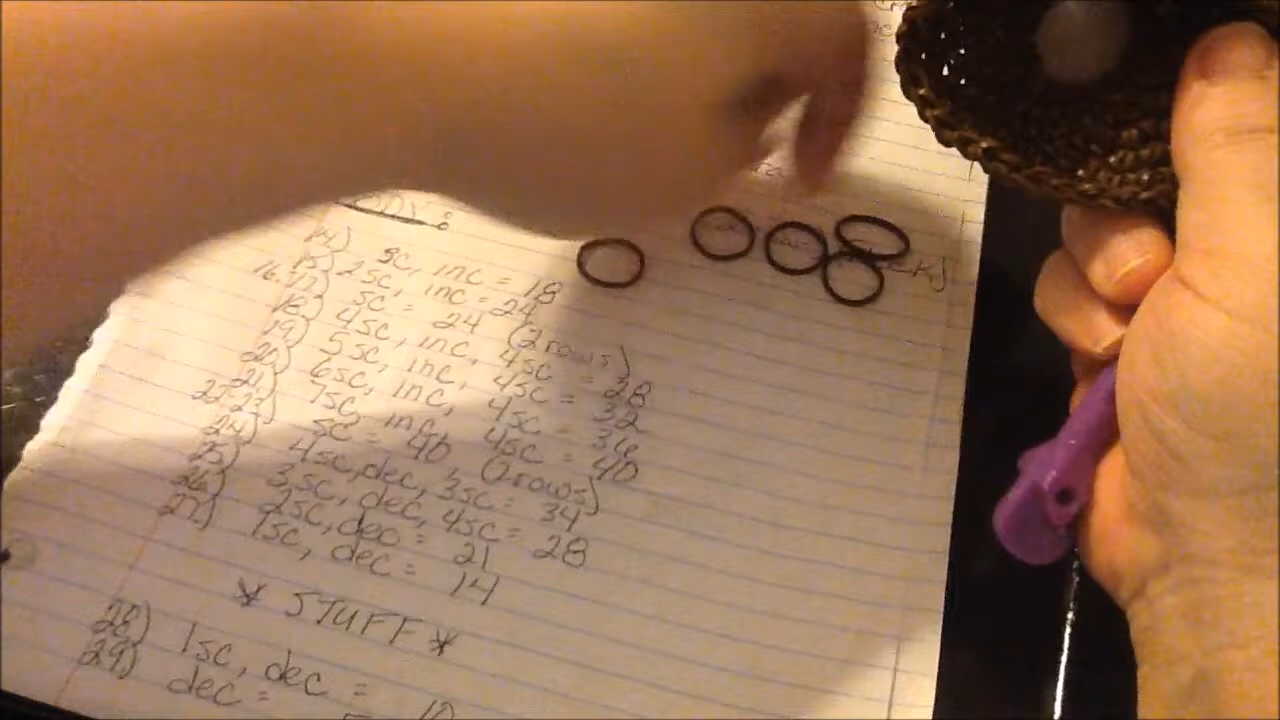 BODY:
14.) sc, inc = 18
15) 2sc, inc = 24
16.-17.) sc = 24 (2 rows)
18) 4sc, inc, 4sc = 28
19) 5sc, inc, 4sc = 32
20) 6sc, inc, 4sc = 36
21.) 7sc, inc, 4sc = 40
22-23) sc = 40 (2 rows)
24) 4sc, dec, 3sc = 34
25) 3sc, dec, 4sc = 28
26) 2sc, dec = 21
27.) 1sc, dec = 14
* STUFF *
28) 1sc, dec =
29.) dec =